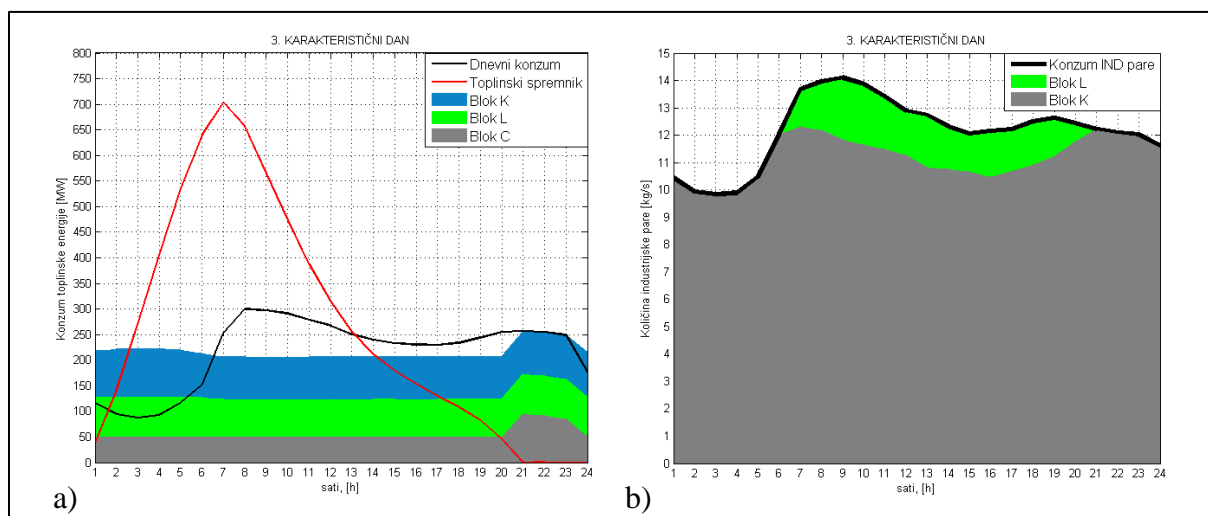 3. KARAKTERISTIČNI DAN
Konzum toplinske energije [MW]
800
750
700
650
600
550
500
450
400
350
300
250
200
150
100
50
0
Dnevni konzum
Toplinski spremnik
Blok K
Blok L
Blok C
1 2 3 4 5 6 7 8 9 10 11 12 13 14 15 16 17 18 19 20 21 22 23 24
sati, [h]
a)
3. KARAKTERISTIČNI DAN
Količina industrijske pare [kg/s]
15
14
13
12
11
10
9
8
7
6
5
4
3
2
1
0
Konzum IND pare
Blok L
Blok K
1 2 3 4 5 6 7 8 9 10 11 12 13 14 15 16 17 18 19 20 21 22 23 24
sati, [h]
b)